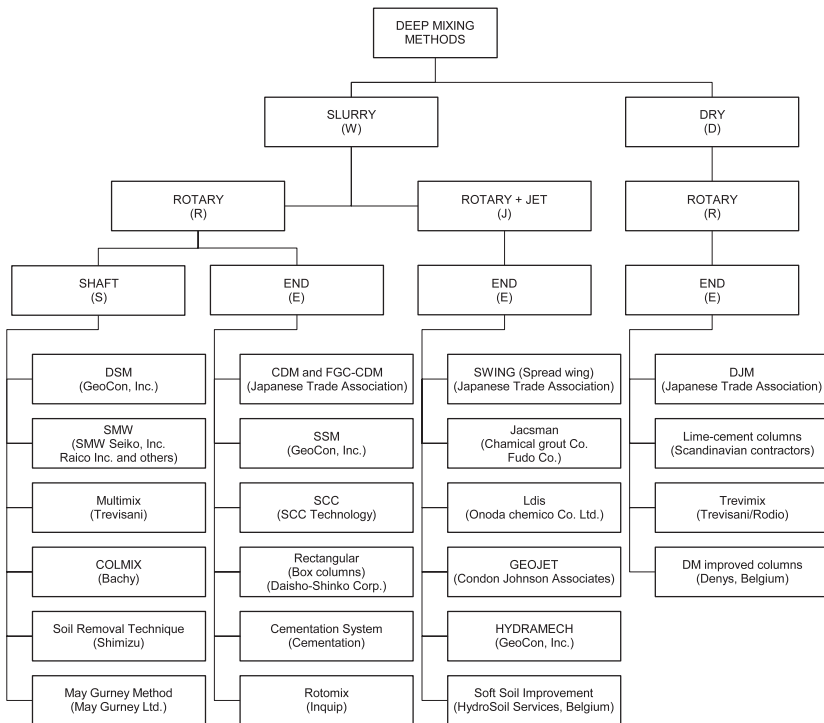 DEEP MIXING
METHODS
SLURRY
(W)
DRY
(D)
ROTARY
(R)
ROTARY + JET
(J)
ROTARY
(R)
SHAFT
(S)
END
(E)
END
(E)
END
(E)
DSM
(GeoCon, Inc.)
SMW
(SMW Seiko, Inc.
Raico Inc. and others)
Multimix
(Trevisani)
COLMIX
(Bachy)
Soil Removal Technique
(Shimizu)
May Gurney Method
(May Gurney Ltd.)
CDM and FGC-CDM
(Japanese Trade Association)
SSM
(GeoCon, Inc.)
SCC
(SCC Technology)
Rectangular
(Box columns)
(Daisho-Shinko Corp.)
Cementation System
(Cementation)
Rotomix
(Inquip)
SWING (Spread wing)
(Japanese Trade Association)
Jacsman
(Chamical grout Co.
Fudo Co.)
Ldis
(Onoda chemico Co. Ltd.)
GEOJET
(Condon Johnson Associates)
HYDRAMECH
(GeoCon, Inc.)
Soft Soil Improvement
(HydroSoil Services, Belgium)
DJM
(Japanese Trade Association)
Lime-cement columns
(Scandinavian contractors)
Trevimix
(Trevisani/Rodio)
DM improved columns
(Denys, Belgium)